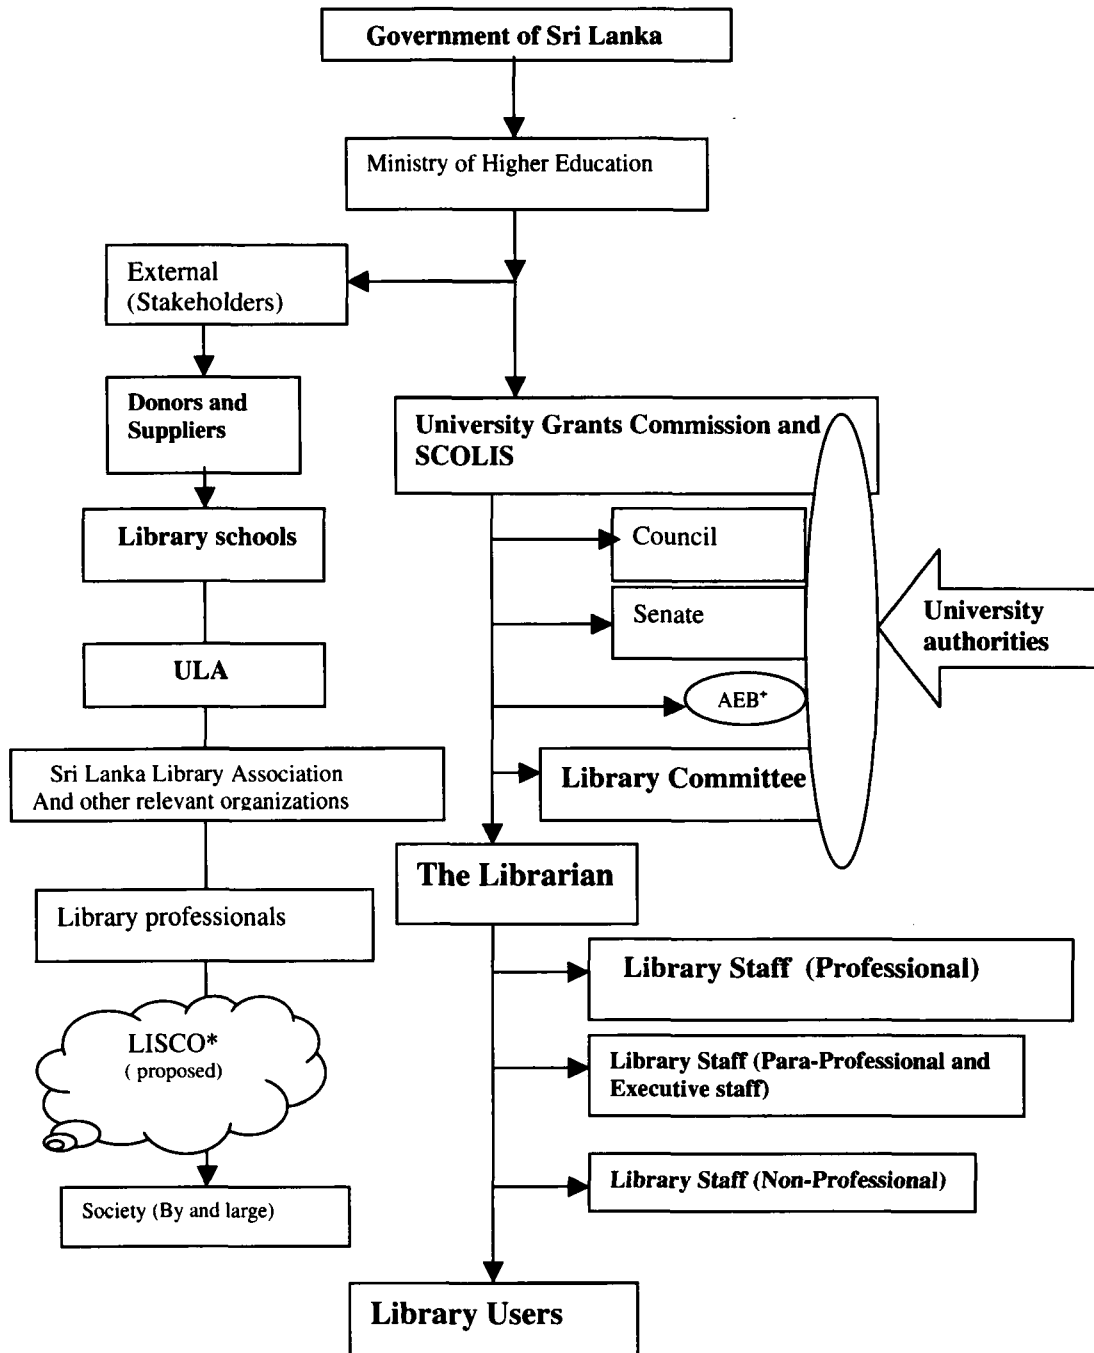 Government of Sri Lanka
Ministry of Higher Education
External
(Stakeholders)
Donors and
Suppliers
Library schools
ULA
Sri Lanka Library Association
And other relevant organizations
Library professionals
LISCO*
( proposed)
Society (By and large)
University Grants Commission and
SCOLIS
Council
Senate
AEB+
Library Committee
University
authorities
The Librarian
Library Staff (Professional)
Library Staff (Para-Professional and
Executive staff)
Library Staff (Non-Professional)
Library Users